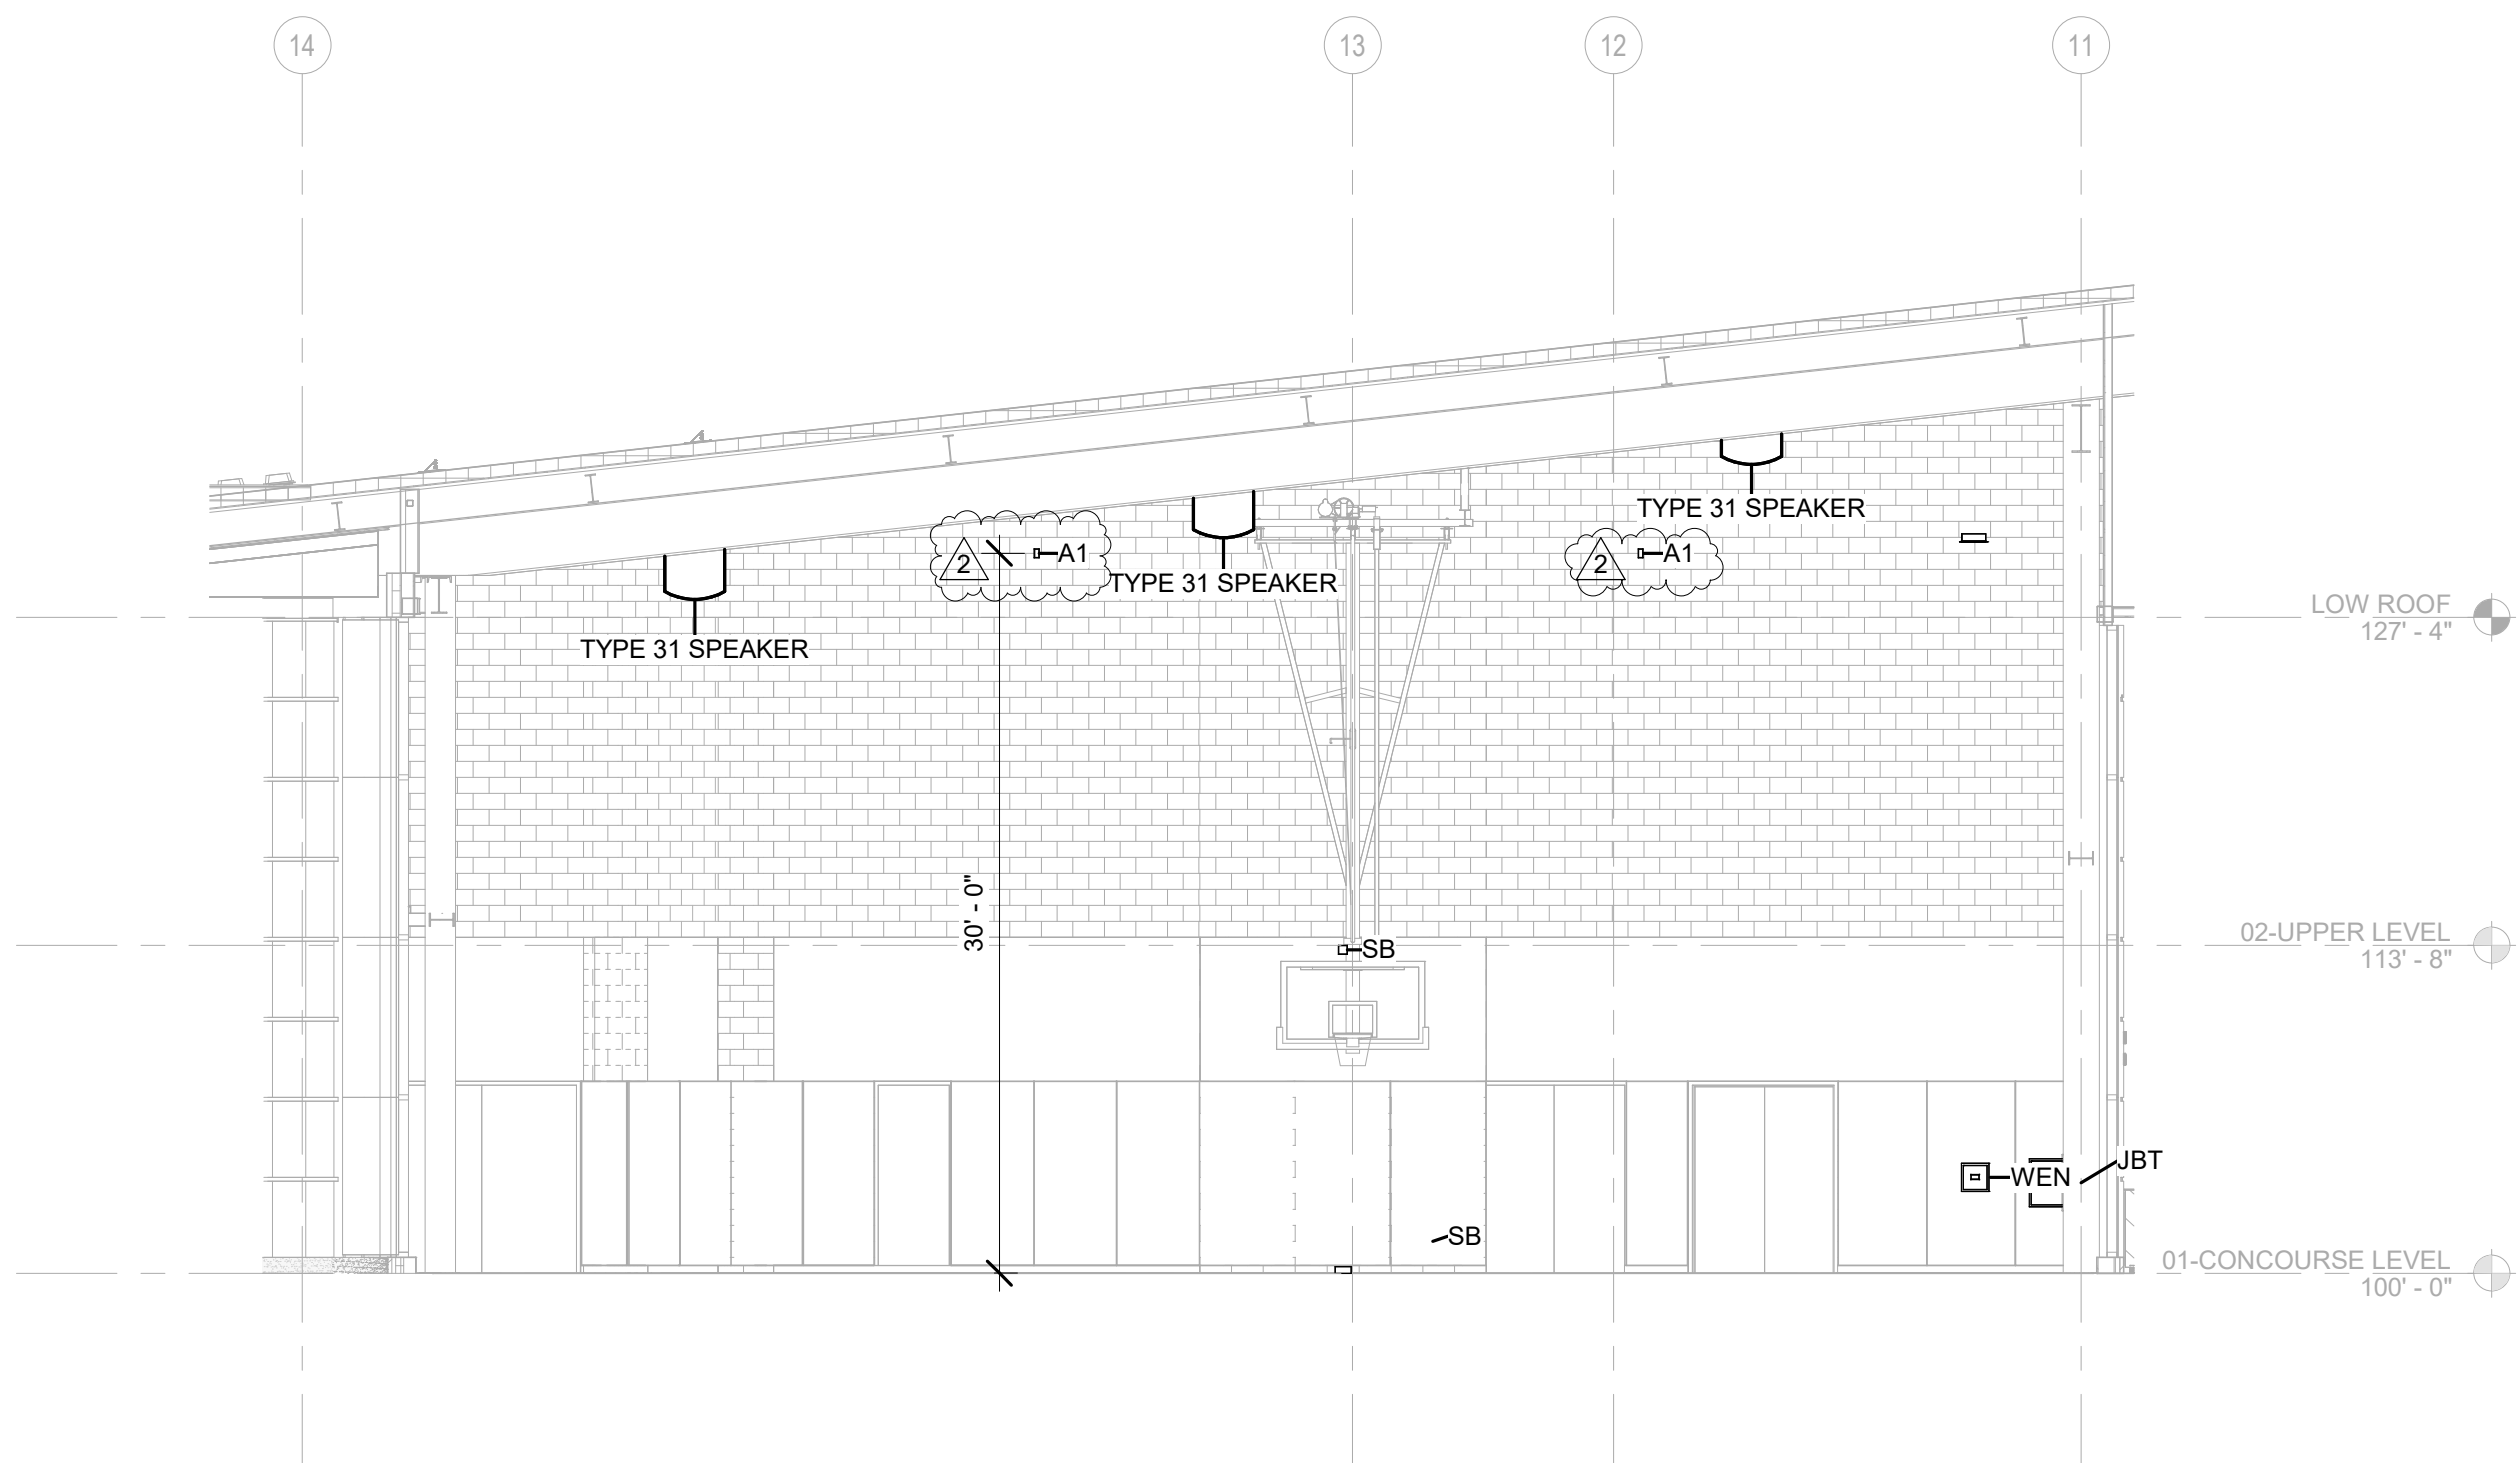 14
13
12
11
TYPE 31 SPEAKER
2
A1
TYPE 31 SPEAKER
2
A1
TYPE 31 SPEAKER
LOW ROOF
127' - 4"
30' - 0"
SB
02-UPPER LEVEL
113' - 8"
JBT
WEN
SB
01-CONCOURSE LEVEL
100' - 0"